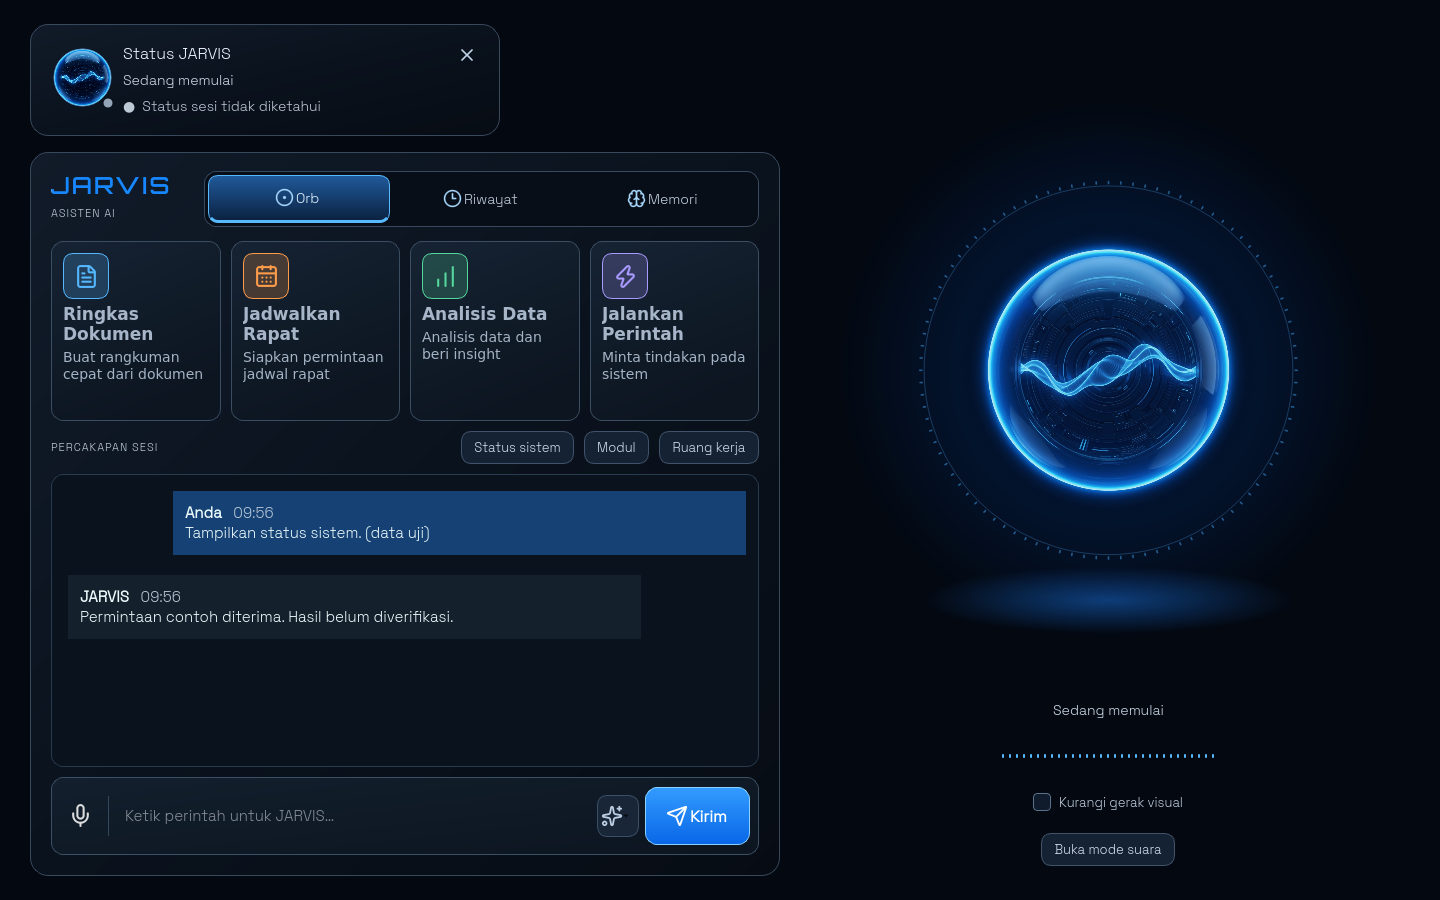 Status JARVIS
Sedang memulai
Status sesi tidak diketahui
JARVIS
ASISTEN AI
Orb
Riwayat
Memori
Ringkas
Dokumen
Buat rangkuman
cepat dari dokumen
Jadwalkan
Rapat
Siapkan permintaan
jadwal rapat
Analisis Data
Analisis data dan
beri insight
Jalankan
Perintah
Minta tindakan pada
sistem
PERCAKAPAN SESI
Status sistem
Modul
Ruang kerja
Anda 09:56
Tampilkan status sistem. (data uji)
JARVIS 09:56
Permintaan contoh diterima. Hasil belum diverifikasi.
Ketik perintah untuk JARVIS...
Kirim
Sedang memulai
Kurangi gerak visual
Buka mode suara